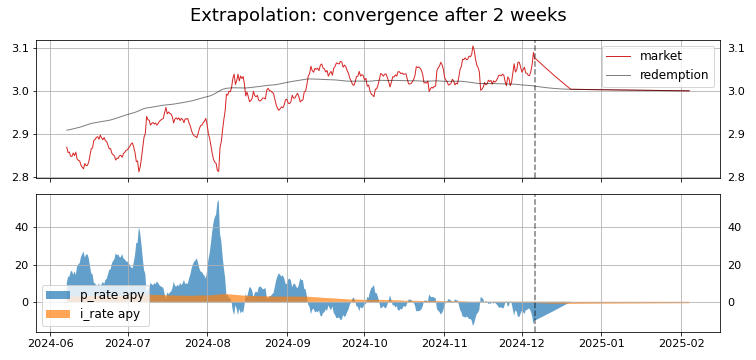 Extrapolation: convergence after 2 weeks
3.1 3.1
market
redemption
3.0 3.0
2.9 2.9
2.8 2.8
40 40
20 20
0 0
p_rate apy
i_rate apy
2024-06 2024-07 2024-08 2024-09 2024-10 2024-11 2024-12 2025-01 2025-02